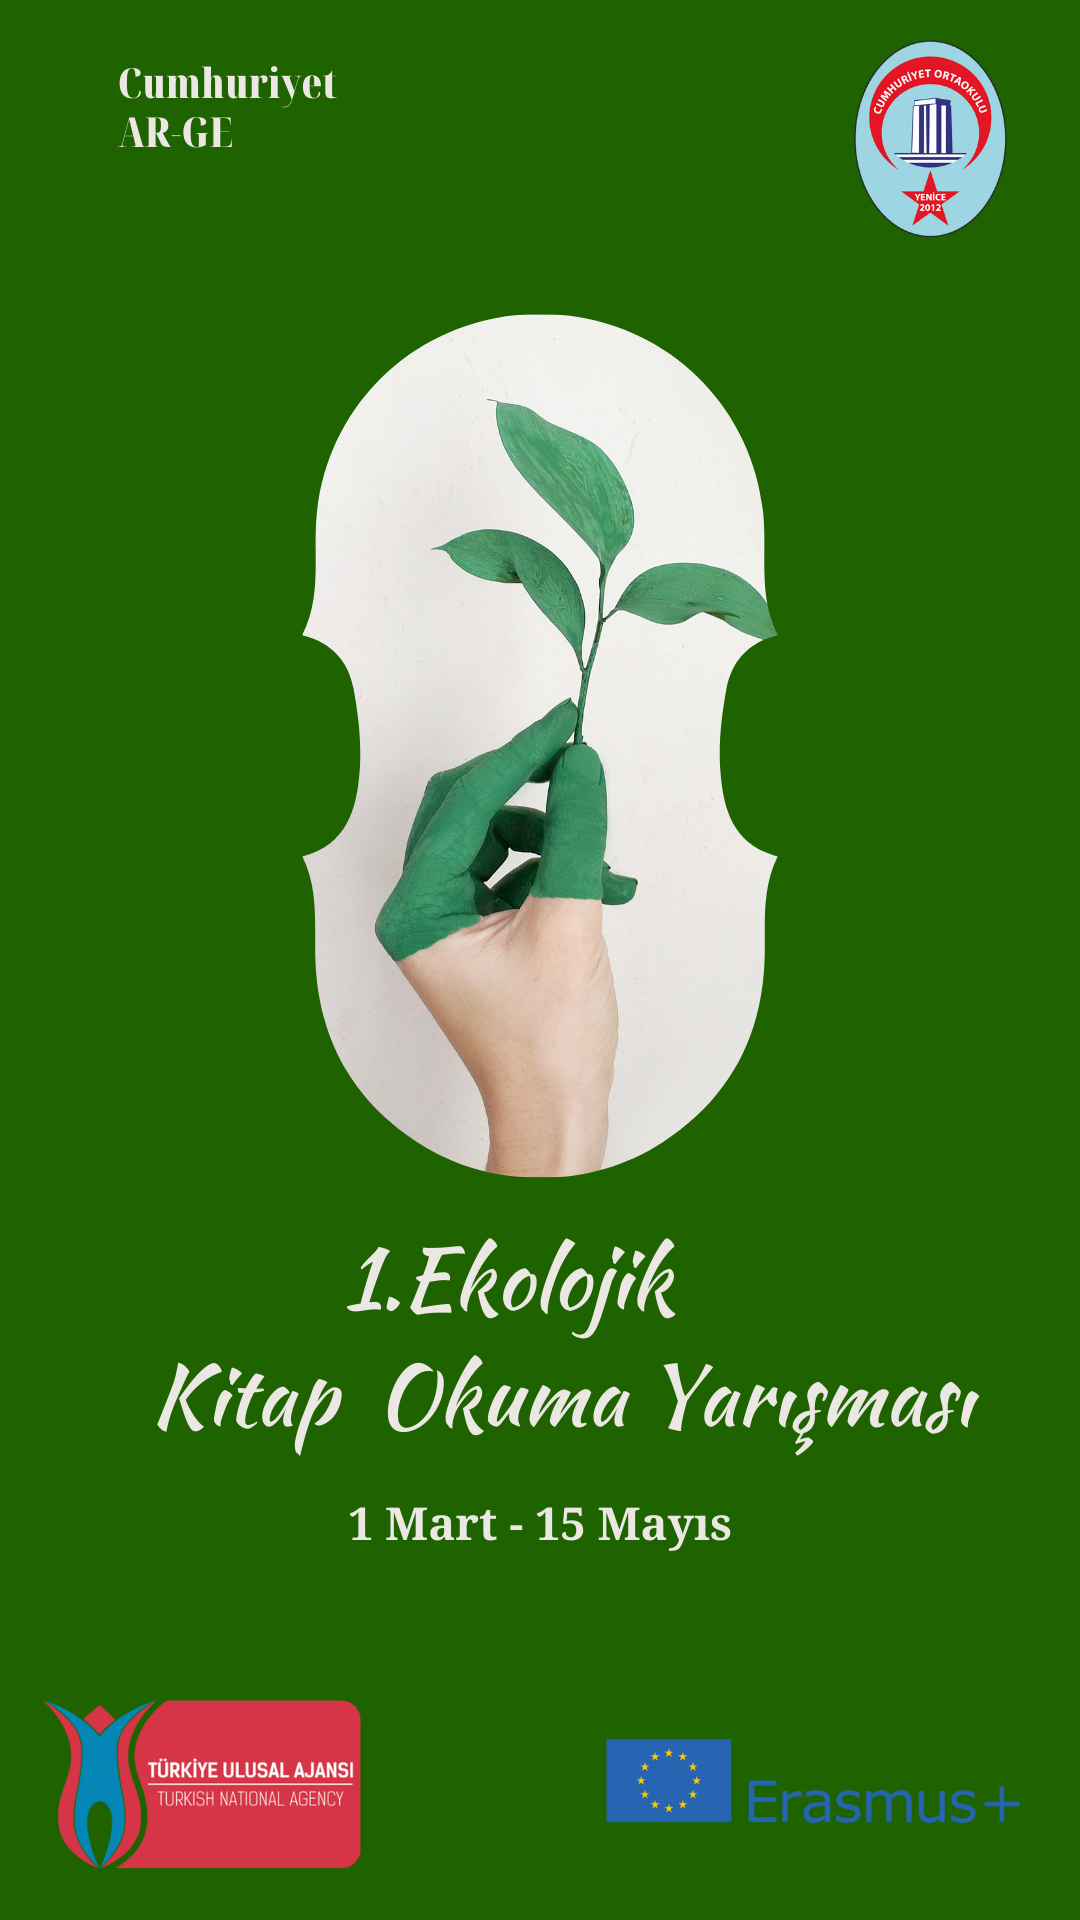 Cumhuriyet
AR-GE
CUMHURİYET ORTAOKULU
YENİCE
2012
1.Ekolojik
Kitap Okuma Yarışması
1 Mart - 15 Mayıs
TÜRKİYE ULUSAL AJANSI
TURKISH NATIONAL AGENCY
Erasmus+